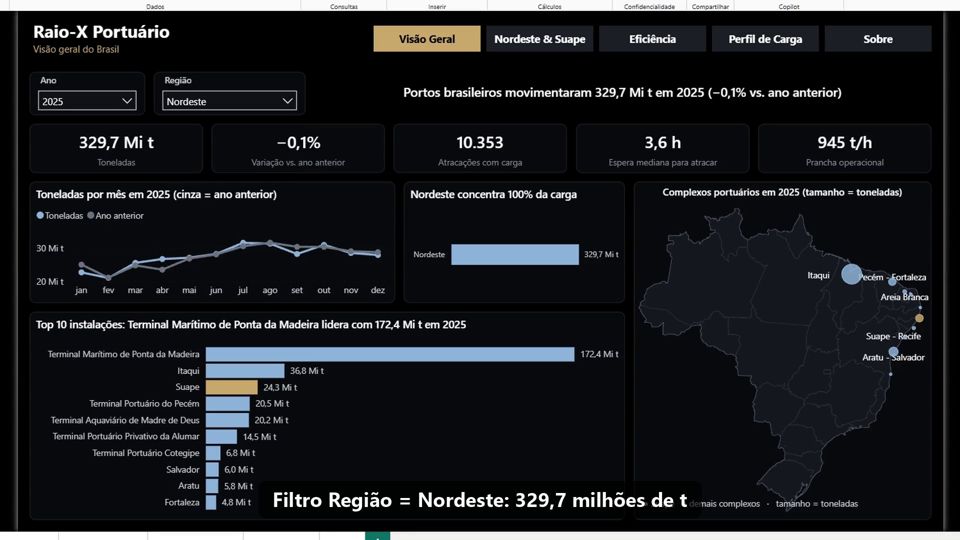 Dados Consultas Inserir Cálculos Confidencialidade Compartilhar Copilot
Raio-X Portuário
Visão geral do Brasil
Visão Geral
Nordeste & Suape
Eficiência
Perfil de Carga
Sobre
Ano
2025
Região
Nordeste
Portos brasileiros movimentaram 329,7 Mi t em 2025 (−0,1% vs. ano anterior)
329,7 Mi t
Toneladas
−0,1%
Variação vs. ano anterior
10.353
Atracações com carga
3,6 h
Espera mediana para atracar
945 t/h
Prancha operacional
Toneladas por mês em 2025 (cinza = ano anterior)
Toneladas Ano anterior
30 Mi t
20 Mi t
jan fev mar abr mai jun jul ago set out nov dez
Nordeste concentra 100% da carga
Nordeste 329,7 Mi t
Complexos portuários em 2025 (tamanho = toneladas)
Itaqui
Pecém - Fortaleza
Areia Branca
Suape - Recife
Aratu - Salvador
demais complexos · tamanho = toneladas
Top 10 instalações: Terminal Marítimo de Ponta da Madeira lidera com 172,4 Mi t em 2025
Terminal Marítimo de Ponta da Madeira 172,4 Mi t
Itaqui 36,8 Mi t
Suape 24,3 Mi t
Terminal Portuário do Pecém 20,5 Mi t
Terminal Aquaviário de Madre de Deus 20,2 Mi t
Terminal Portuário Privativo da Alumar 14,5 Mi t
Terminal Portuário Cotegipe 6,8 Mi t
Salvador 6,0 Mi t
Aratu 5,8 Mi t
Fortaleza 4,8 Mi t
Filtro Região = Nordeste: 329,7 milhões de t